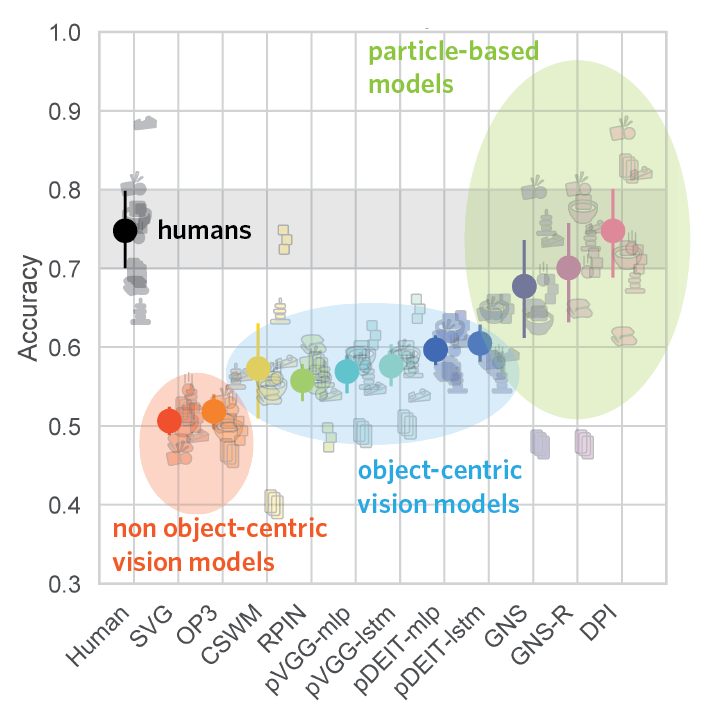 1.0
particle-based
models
0.9
0.8
humans
0.7
Accuracy
0.6
0.5
object-centric
vision models
0.4
non object-centric
vision models
0.3
Human
SVG
OP3
CSWM
RPIN
pVGG-mlp
pVGG-lstm
pDEIT-mlp
pDEIT-lstm
GNS
GNS-R
DPI